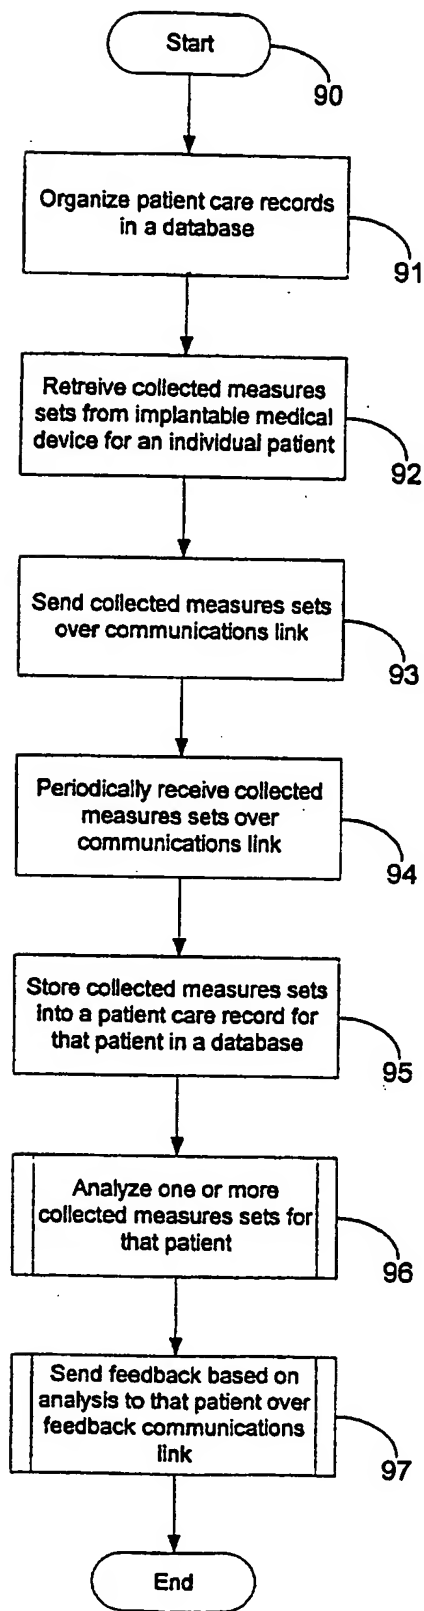 Start
90
Organize patient care records
in a database
91
Retreive collected measures
sets from implantable medical
device for an individual patient
92
Send collected measures sets
over communications link
93
Periodically receive collected
measures sets over
communications link
94
Store collected measures sets
into a patient care record for
that patient in a database
95
Analyze one or more
collected measures sets for
that patient
96
Send feedback based on
analysis to that patient over
feedback communications
link
97
End